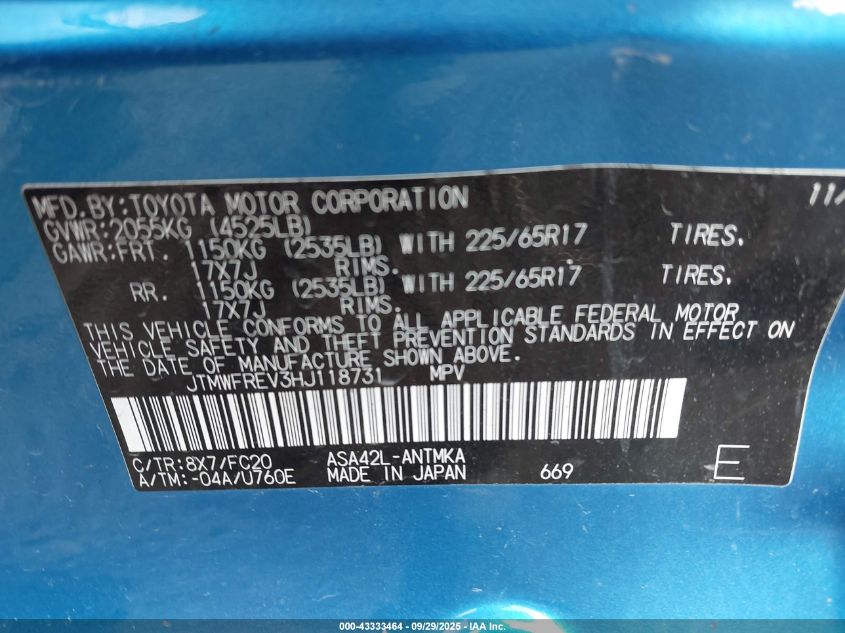 MFD.BY:TOYOTA MOTOR CORPORATION 11/
GVWR:2055KG (4525LB)
GAWR:FRT. 1150KG (2535LB) WITH 225/65R17 TIRES.
17X7J RIMS.
RR. 1150KG (2535LB) WITH 225/65R17 TIRES.
17X7J RIMS.
THIS VEHICLE CONFORMS TO ALL APPLICABLE FEDERAL MOTOR
VEHICLE SAFETY AND THEFT PREVENTION STANDARDS IN EFFECT ON
THE DATE OF MANUFACTURE SHOWN ABOVE.
JTMWFREV3HJ118731 MPV
C/TR:8X7/FC20 ASA42L-ANTMKA
A/TM:-04A/U760E MADE IN JAPAN 669 E
000-43333464 | 09/29/2025 - IAA Inc.